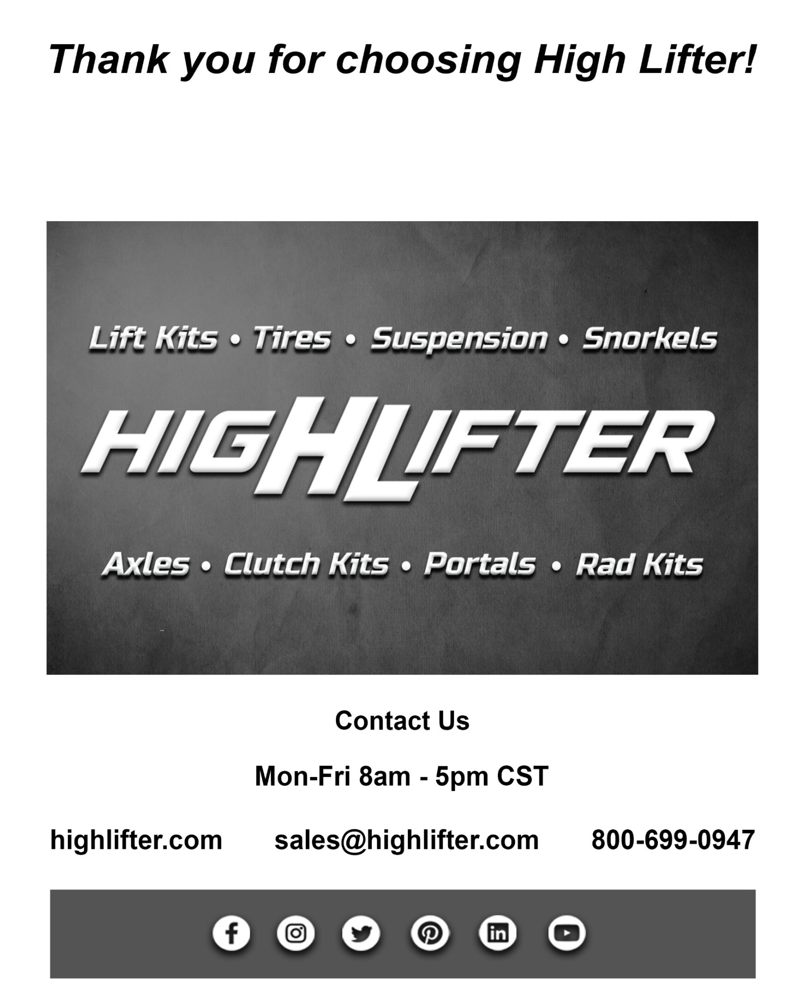 Thank you for choosing High Lifter!
Lift Kits • Tires • Suspension • Snorkels
HIGHLIFTER
Axles • Clutch Kits • Portals • Rad Kits
Contact Us
Mon-Fri 8am - 5pm CST
highlifter.com sales@highlifter.com 800-699-0947